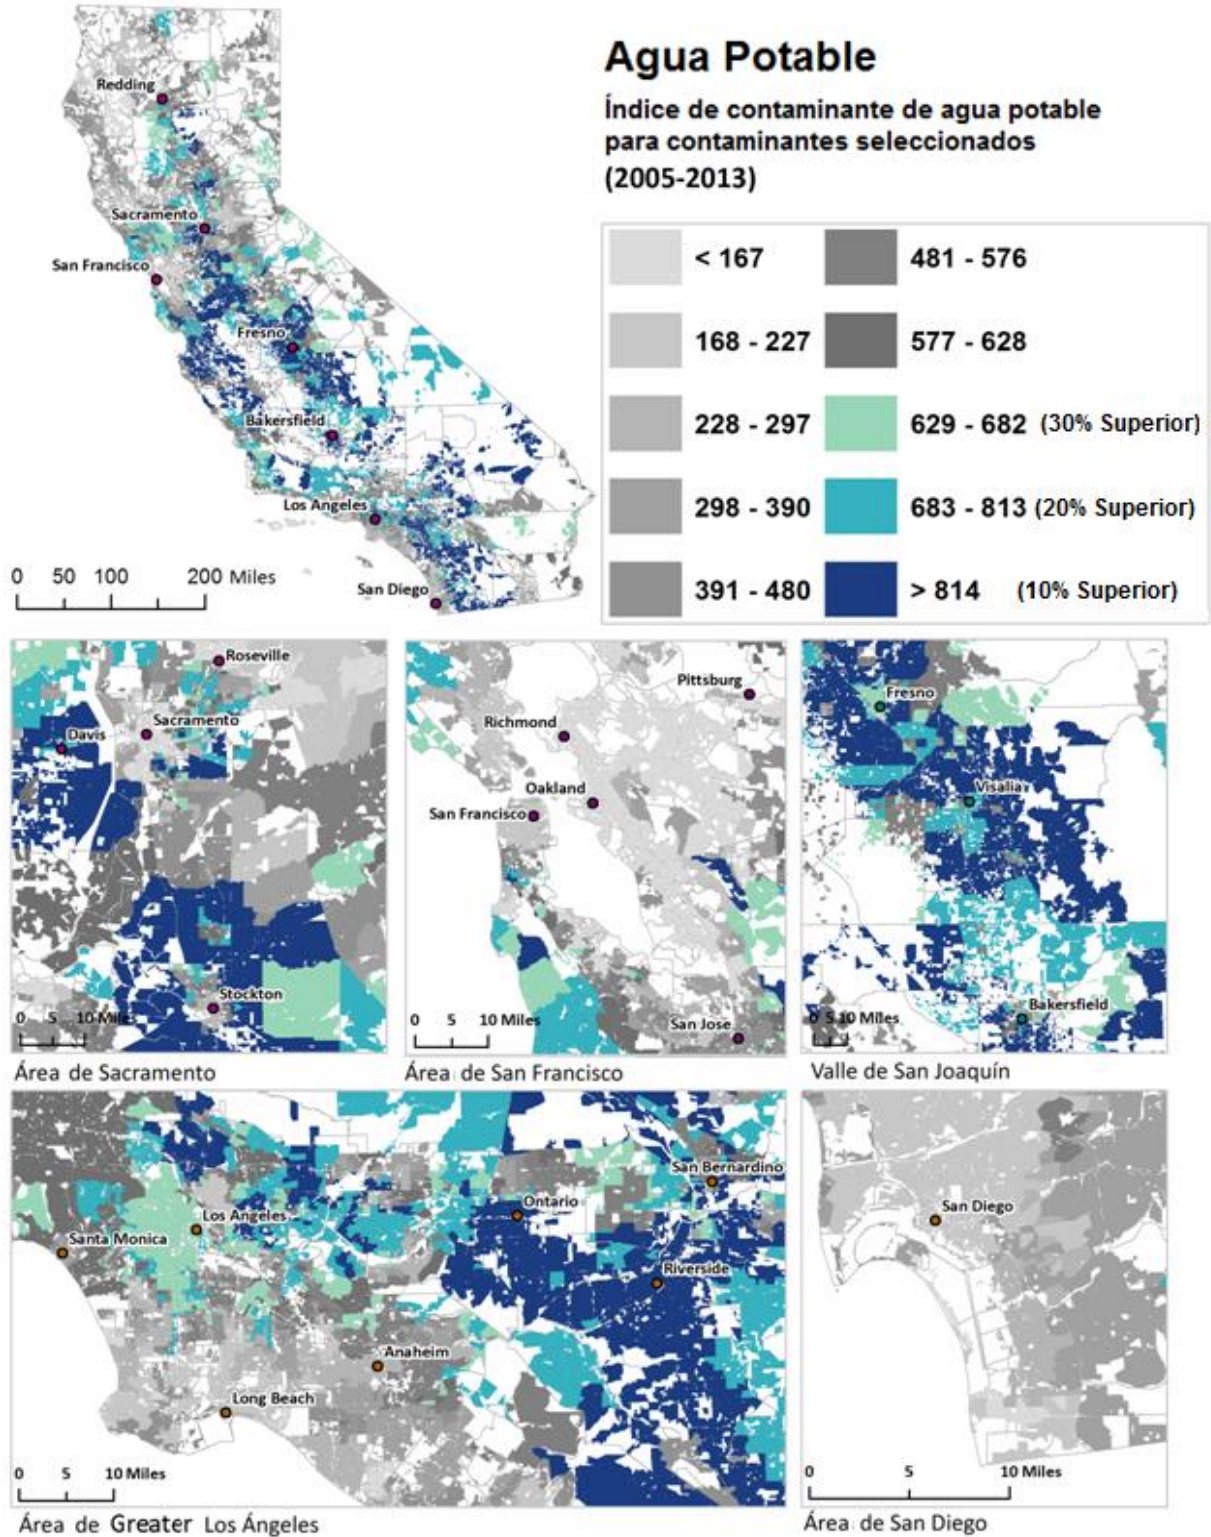 Agua Potable
Índice de contaminante de agua potable
para contaminantes seleccionados
(2005-2013)
< 167
481 - 576
168 - 227
577 - 628
228 - 297
629 - 682 (30% Superior)
298 - 390
683 - 813 (20% Superior)
391 - 480
> 814 (10% Superior)
Redding
Sacramento
San Francisco
Fresno
Bakersfield
Los Angeles
San Diego
0 50 100 200 Miles
Roseville
Sacramento
Davis
Stockton
0 5 10 Miles
Área de Sacramento
Pittsburg
Richmond
Oakland
San Francisco
San Jose
0 5 10 Miles
Área de San Francisco
Fresno
Visalia
Bakersfield
0 5 10 Miles
Valle de San Joaquín
San Bernardino
Ontario
Los Angeles
Santa Monica
Riverside
Anaheim
Long Beach
0 5 10 Miles
Área de Greater Los Ángeles
San Diego
0 5 10 Miles
Área de San Diego